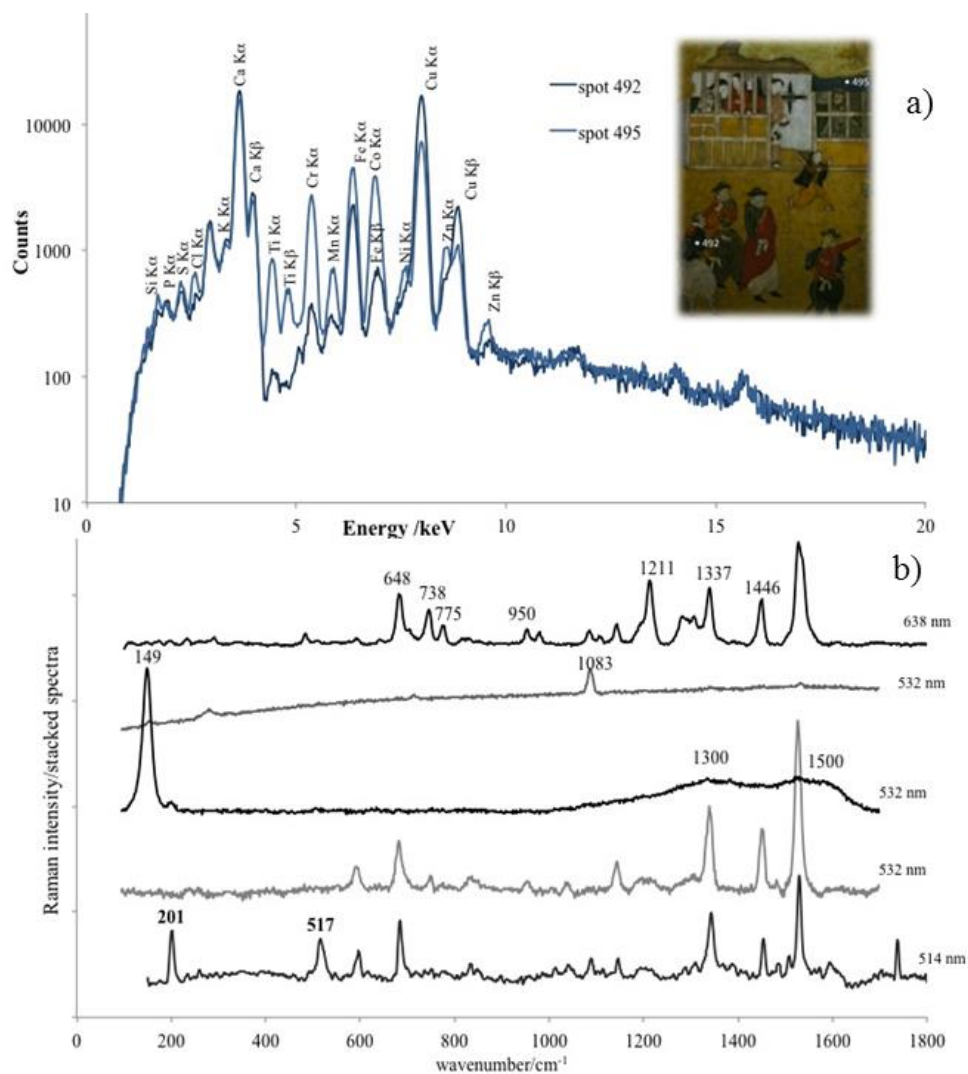 a)
Counts
10000
1000
100
10
Si Kα
P Kα
S Kα
Cl Kα
K Kα
Ca Kα
Ca Kβ
Ti Kα
Ti Kβ
Cr Kα
Mn Kα
Fe Kα
Co Kα
Fe Kβ
Ni Kα
Cu Kα
Zn Kα
Cu Kβ
Zn Kβ
spot 492
spot 495
495
492
0 5 10 15 20
Energy /keV
b)
Raman intensity/stacked spectra
648 738 775 950 1211 1337 1446
638 nm
149 1083
532 nm
1300 1500
532 nm
532 nm
201 517
514 nm
0 200 400 600 800 1000 1200 1400 1600 1800
wavenumber/cm⁻¹